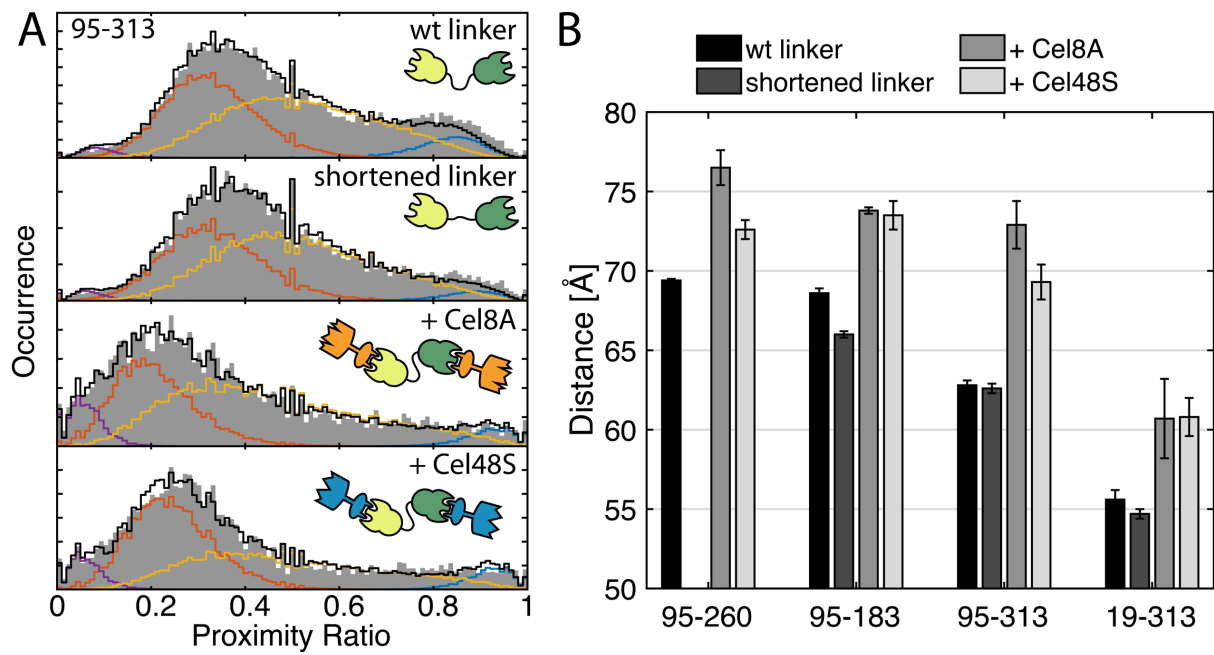 A
95-313
wt linker
shortened linker
+ Cel8A
+ Cel48S
Occurrence
0 0.2 0.4 0.6 0.8 1
Proximity Ratio
B
wt linker
shortened linker
+ Cel8A
+ Cel48S
Distance [Å]
80
75
70
65
60
55
50
95-260 95-183 95-313 19-313